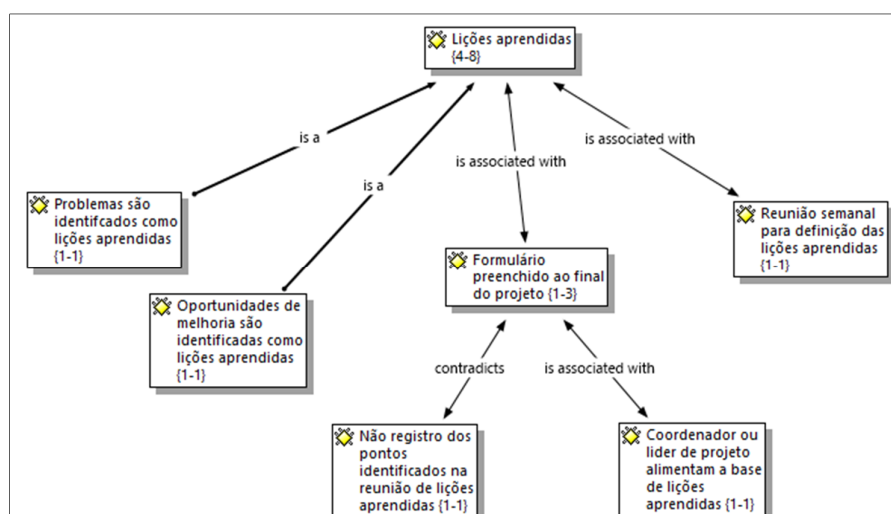 Lições aprendidas
{4-8}
is a
is associated with
is associated with
is a
Problemas são
identifcados como
lições aprendidas
{1-1}
Reunião semanal
para definição das
lições aprendidas
{1-1}
Formulário
preenchido ao final
do projeto {1-3}
Oportunidades de
melhoria são
identificadas como
lições aprendidas
{1-1}
contradicts
is associated with
Não registro dos
pontos
identificados na
reunião de lições
aprendidas {1-1}
Coordenador ou
lider de projeto
alimentam a base
de lições
aprendidas {1-1}